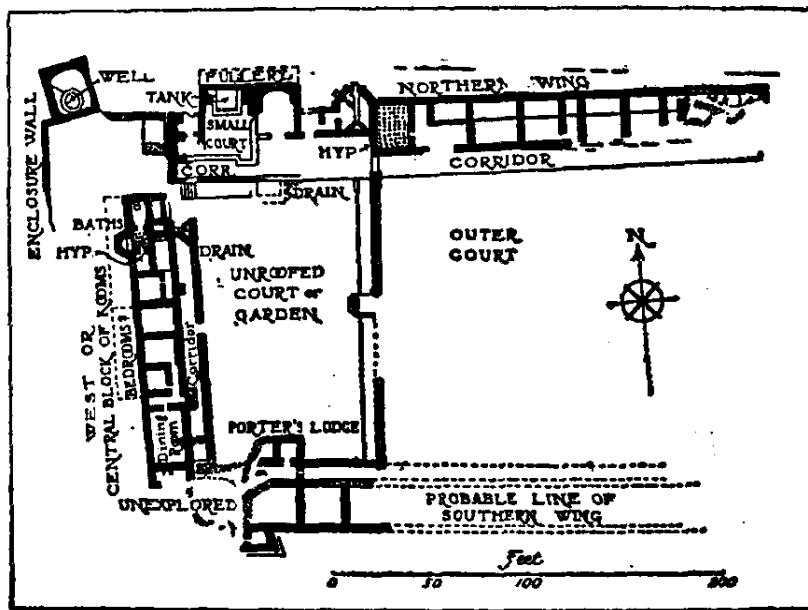 WELL
FULLERY
TANK
SMALL
COURT
CORR.
NORTHERN WING
HYP
CORRIDOR
DRAIN
ENCLOSURE WALL
BATHS
HYP
DRAIN
UNROOFED
COURT or
GARDEN
OUTER
COURT
N
WEST OR
CENTRAL BLOCK OF ROOMS
BEDROOMS
Corridor
Dining
Room
PORTER'S LODGE
UNEXPLORED
PROBABLE LINE OF
SOUTHERN WING
Feet
0 50 100 200